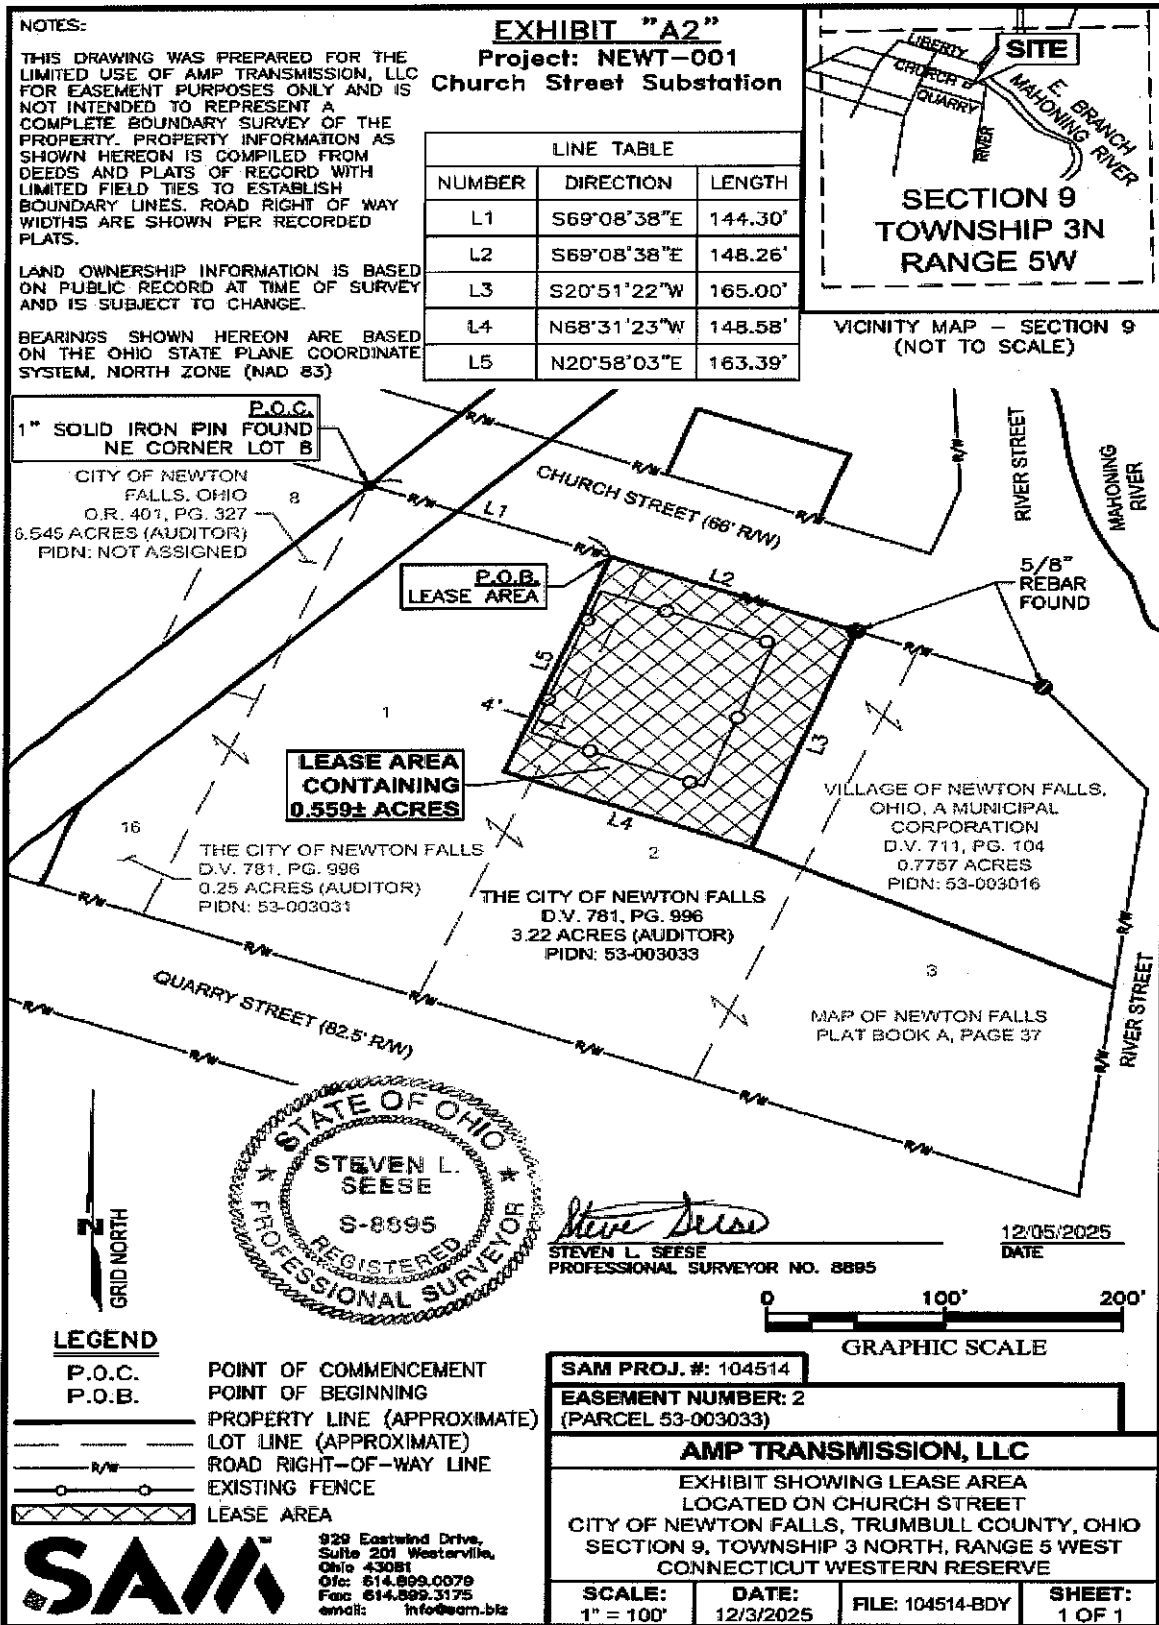 NOTES:
THIS DRAWING WAS PREPARED FOR THE
LIMITED USE OF AMP TRANSMISSION, LLC
FOR EASEMENT PURPOSES ONLY AND IS
NOT INTENDED TO REPRESENT A
COMPLETE BOUNDARY SURVEY OF THE
PROPERTY. PROPERTY INFORMATION AS
SHOWN HEREON IS COMPILED FROM
DEEDS AND PLATS OF RECORD WITH
LIMITED FIELD TIES TO ESTABLISH
BOUNDARY LINES. ROAD RIGHT OF WAY
WIDTHS ARE SHOWN PER RECORDED
PLATS.
LAND OWNERSHIP INFORMATION IS BASED
ON PUBLIC RECORD AT TIME OF SURVEY
AND IS SUBJECT TO CHANGE.
BEARINGS SHOWN HEREON ARE BASED
ON THE OHIO STATE PLANE COORDINATE
SYSTEM, NORTH ZONE (NAD 83)
EXHIBIT "A2"
Project: NEWT-001
Church Street Substation
LINE TABLE
NUMBER DIRECTION LENGTH
L1 S69°08'38"E 144.30'
L2 S69°08'38"E 148.26'
L3 S20°51'22"W 165.00'
L4 N68°31'23"W 148.58'
L5 N20°58'03"E 163.39'
LIBERTY
SITE
CHURCH
QUARRY
RIVER
E. BRANCH
MAHONING RIVER
SECTION 9
TOWNSHIP 3N
RANGE 5W
VICINITY MAP - SECTION 9
(NOT TO SCALE)
P.O.C.
1" SOLID IRON PIN FOUND
NE CORNER LOT 8
CITY OF NEWTON
FALLS, OHIO
O.R. 401, PG. 327
6.545 ACRES (AUDITOR)
PIDN: NOT ASSIGNED
8
R/W
R/W
R/W
R/W
L1
R/W
R/W
CHURCH STREET (66' R/W)
RIVER STREET
MAHONING
RIVER
5/8"
REBAR
FOUND
P.O.B.
LEASE AREA
L2
R/W
R/W
L5
4'
L3
1
LEASE AREA
CONTAINING
0.559± ACRES
L4
2
VILLAGE OF NEWTON FALLS,
OHIO, A MUNICIPAL
CORPORATION
D.V. 711, PG. 104
0.7757 ACRES
PIDN: 53-003016
16
THE CITY OF NEWTON FALLS
D.V. 781, PG. 996
0.25 ACRES (AUDITOR)
PIDN: 53-003031
THE CITY OF NEWTON FALLS
D.V. 781, PG. 996
3.22 ACRES (AUDITOR)
PIDN: 53-003033
R/W
R/W
R/W
R/W
R/W
R/W
R/W
R/W
R/W
R/W
QUARRY STREET (82.5' R/W)
3
MAP OF NEWTON FALLS
PLAT BOOK A, PAGE 37
RIVER STREET
N
GRID NORTH
STATE OF OHIO
STEVEN L.
SEESE
S-8895
REGISTERED
PROFESSIONAL SURVEYOR
Steve Seese
STEVEN L. SEESE
PROFESSIONAL SURVEYOR NO. 8895
12/05/2025
DATE
0 100' 200'
GRAPHIC SCALE
LEGEND
P.O.C. POINT OF COMMENCEMENT
P.O.B. POINT OF BEGINNING
PROPERTY LINE (APPROXIMATE)
LOT LINE (APPROXIMATE)
R/W ROAD RIGHT-OF-WAY LINE
EXISTING FENCE
LEASE AREA
SAM
929 Eastwind Drive,
Suite 201 Westerville,
Ohio 43081
Ofc: 614.899.0079
Fax: 614.899.3175
email: info@sam.biz
SAM PROJ. #: 104514
EASEMENT NUMBER: 2
(PARCEL 53-003033)
AMP TRANSMISSION, LLC
EXHIBIT SHOWING LEASE AREA
LOCATED ON CHURCH STREET
CITY OF NEWTON FALLS, TRUMBULL COUNTY, OHIO
SECTION 9, TOWNSHIP 3 NORTH, RANGE 5 WEST
CONNECTICUT WESTERN RESERVE
SCALE: DATE: FILE: 104514-BDY SHEET:
1" = 100' 12/3/2025 1 OF 1